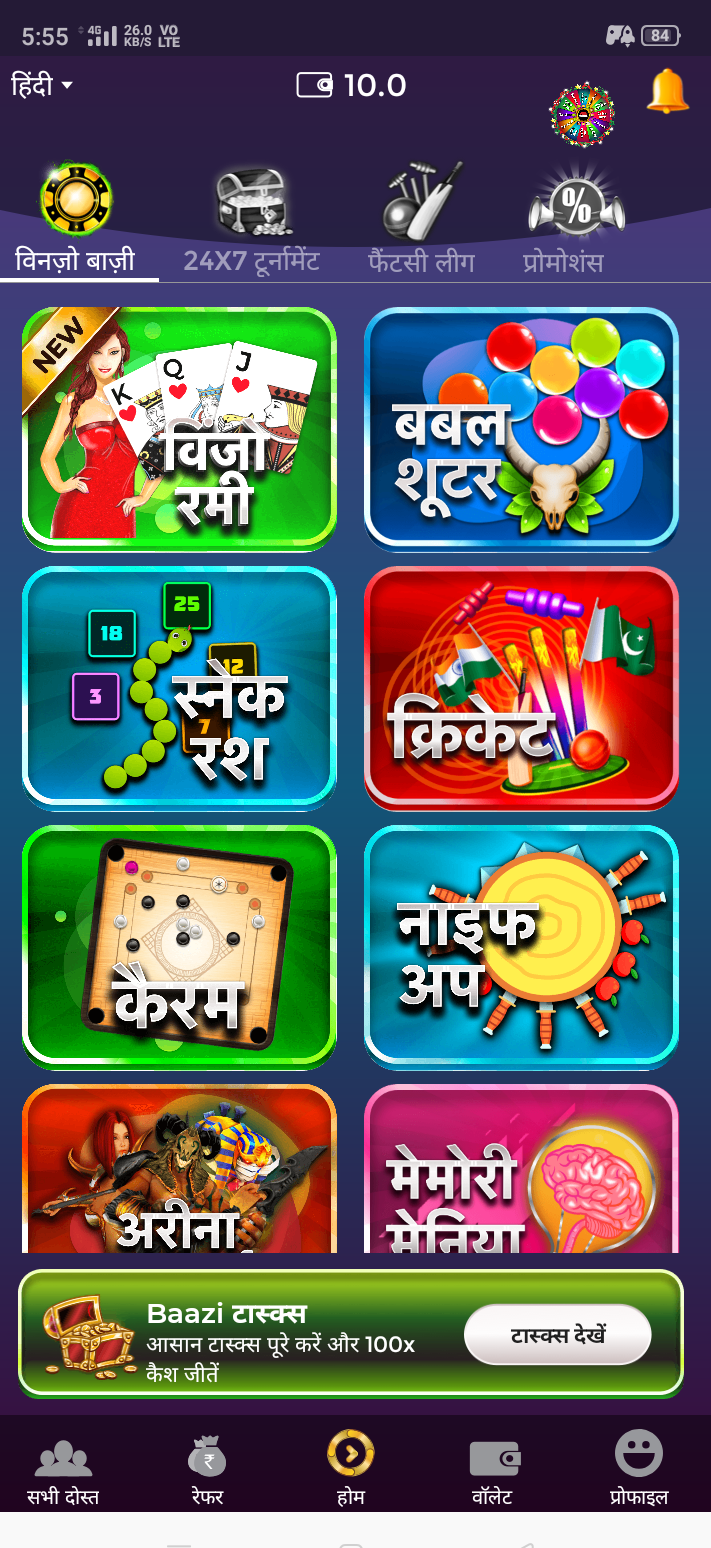 5:55 4G 26.0 KB/S VO LTE 84
हिंदी 10.0
विनज़ो बाज़ी 24X7 टूर्नामेंट फैंटसी लीग प्रोमोशंस
%
NEW
K Q J
विंजो
रमी
बबल
शूटर
25
18
12
3
7
स्नेक
रश
क्रिकेट
कैरम
नाइफ
अप
अरीना
मेमोरी
मेनिया
Baazi टास्क्स
आसान टास्क्स पूरे करें और 100x
कैश जीतें
टास्क्स देखें
₹
सभी दोस्त रेफर होम वॉलेट प्रोफाइल